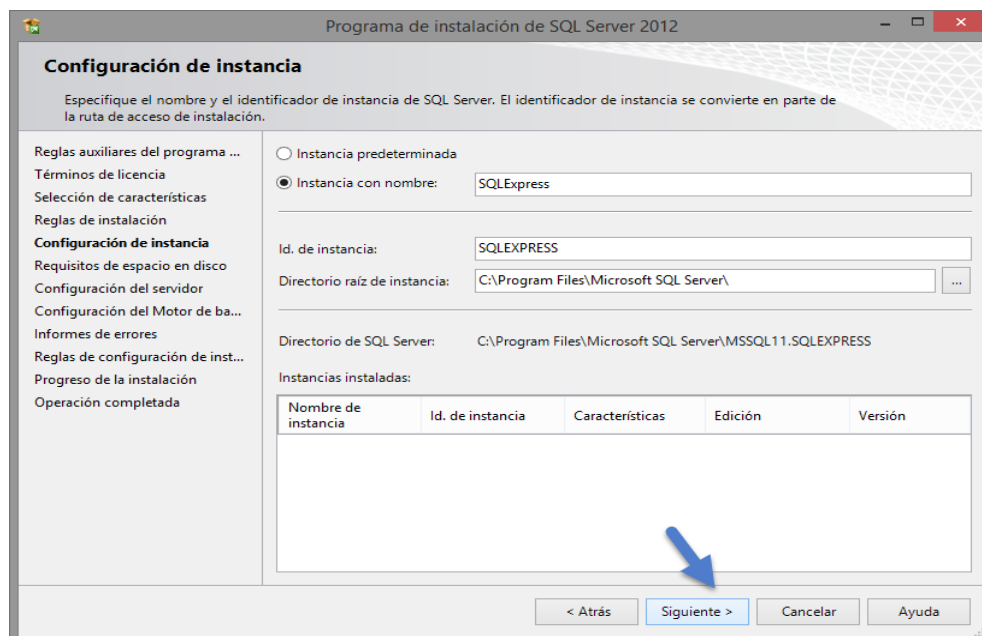 Programa de instalación de SQL Server 2012
Configuración de instancia
Especifique el nombre y el identificador de instancia de SQL Server. El identificador de instancia se convierte en parte de
la ruta de acceso de instalación.
Reglas auxiliares del programa ...
Términos de licencia
Selección de características
Reglas de instalación
Configuración de instancia
Requisitos de espacio en disco
Configuración del servidor
Configuración del Motor de ba...
Informes de errores
Reglas de configuración de inst...
Progreso de la instalación
Operación completada
Instancia predeterminada
Instancia con nombre: SQLExpress
Id. de instancia: SQLEXPRESS
Directorio raíz de instancia: C:\Program Files\Microsoft SQL Server\ ...
Directorio de SQL Server: C:\Program Files\Microsoft SQL Server\MSSQL11.SQLEXPRESS
Instancias instaladas:
Nombre de
instancia Id. de instancia Características Edición Versión
< Atrás Siguiente > Cancelar Ayuda